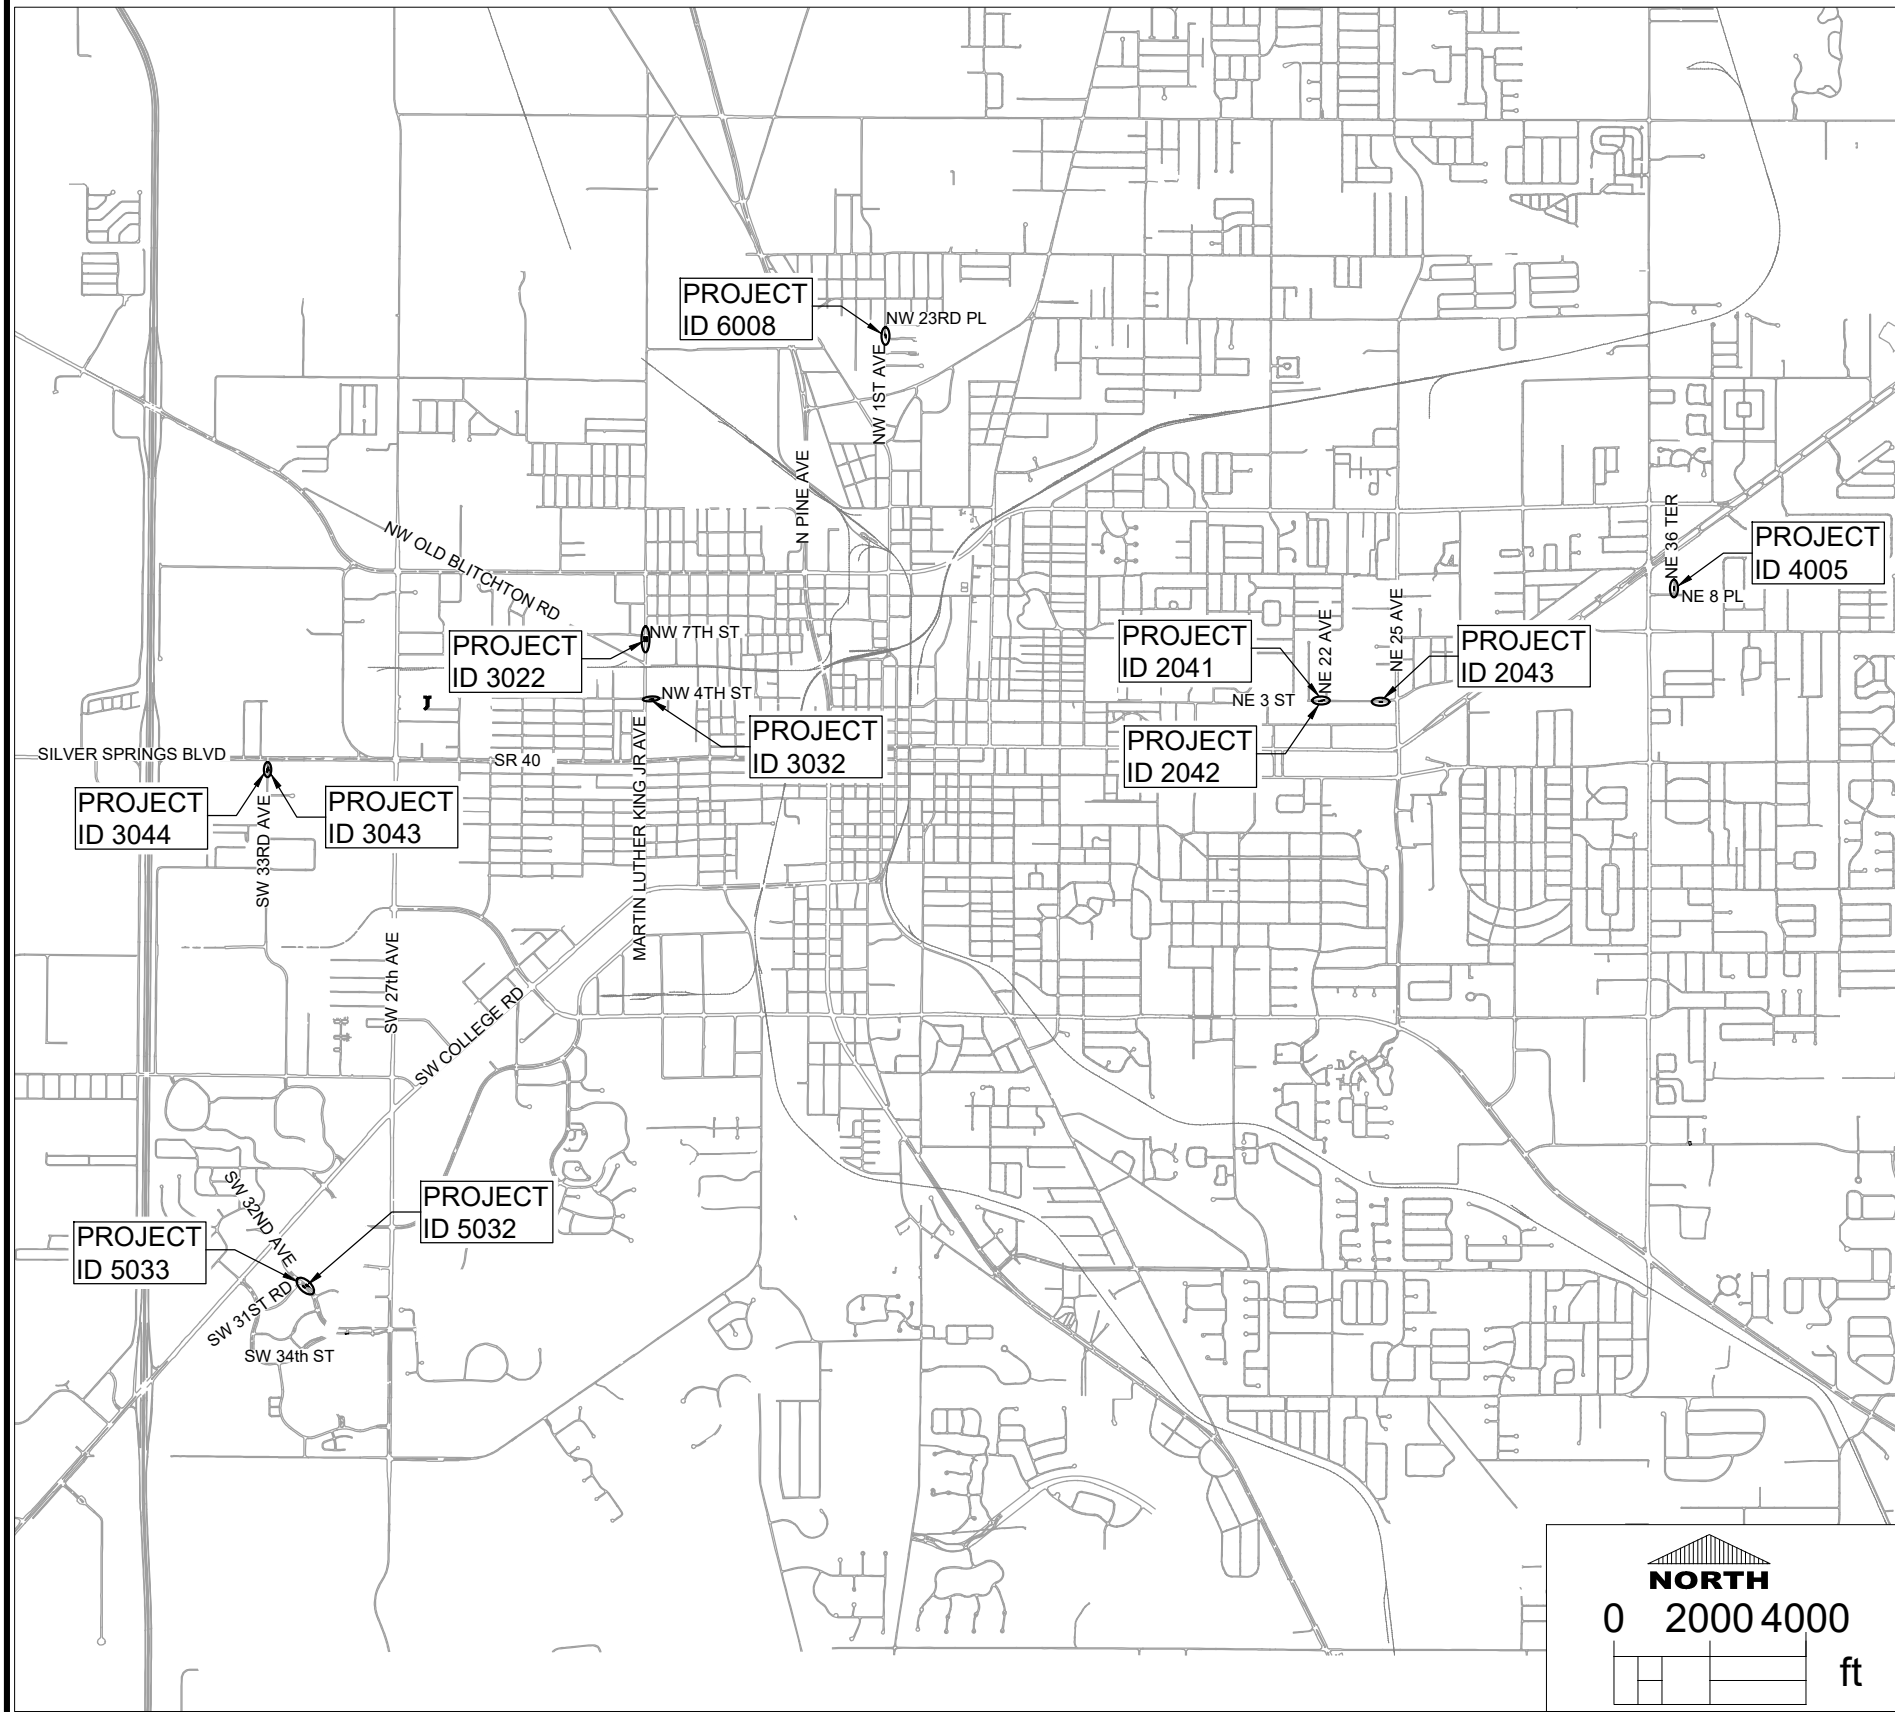 PROJECT
ID 6008
NW 23RD PL
NW 1ST AVE
N PINE AVE
NE 36 TER
PROJECT
ID 4005
NE 8 PL
NW OLD BLITCHTON RD
NW 7TH ST
PROJECT
ID 3022
PROJECT
ID 2041
NE 22 AVE
NE 25 AVE
PROJECT
ID 2043
NW 4TH ST
NE 3 ST
PROJECT
ID 3032
PROJECT
ID 2042
SILVER SPRINGS BLVD
SR 40
MARTIN LUTHER KING JR AVE
PROJECT
ID 3044
SW 33RD AVE
PROJECT
ID 3043
SW 27th AVE
SW COLLEGE RD
SW 32ND AVE
PROJECT
ID 5032
PROJECT
ID 5033
SW 31ST RD
SW 34th ST
NORTH
0 2000 4000
ft